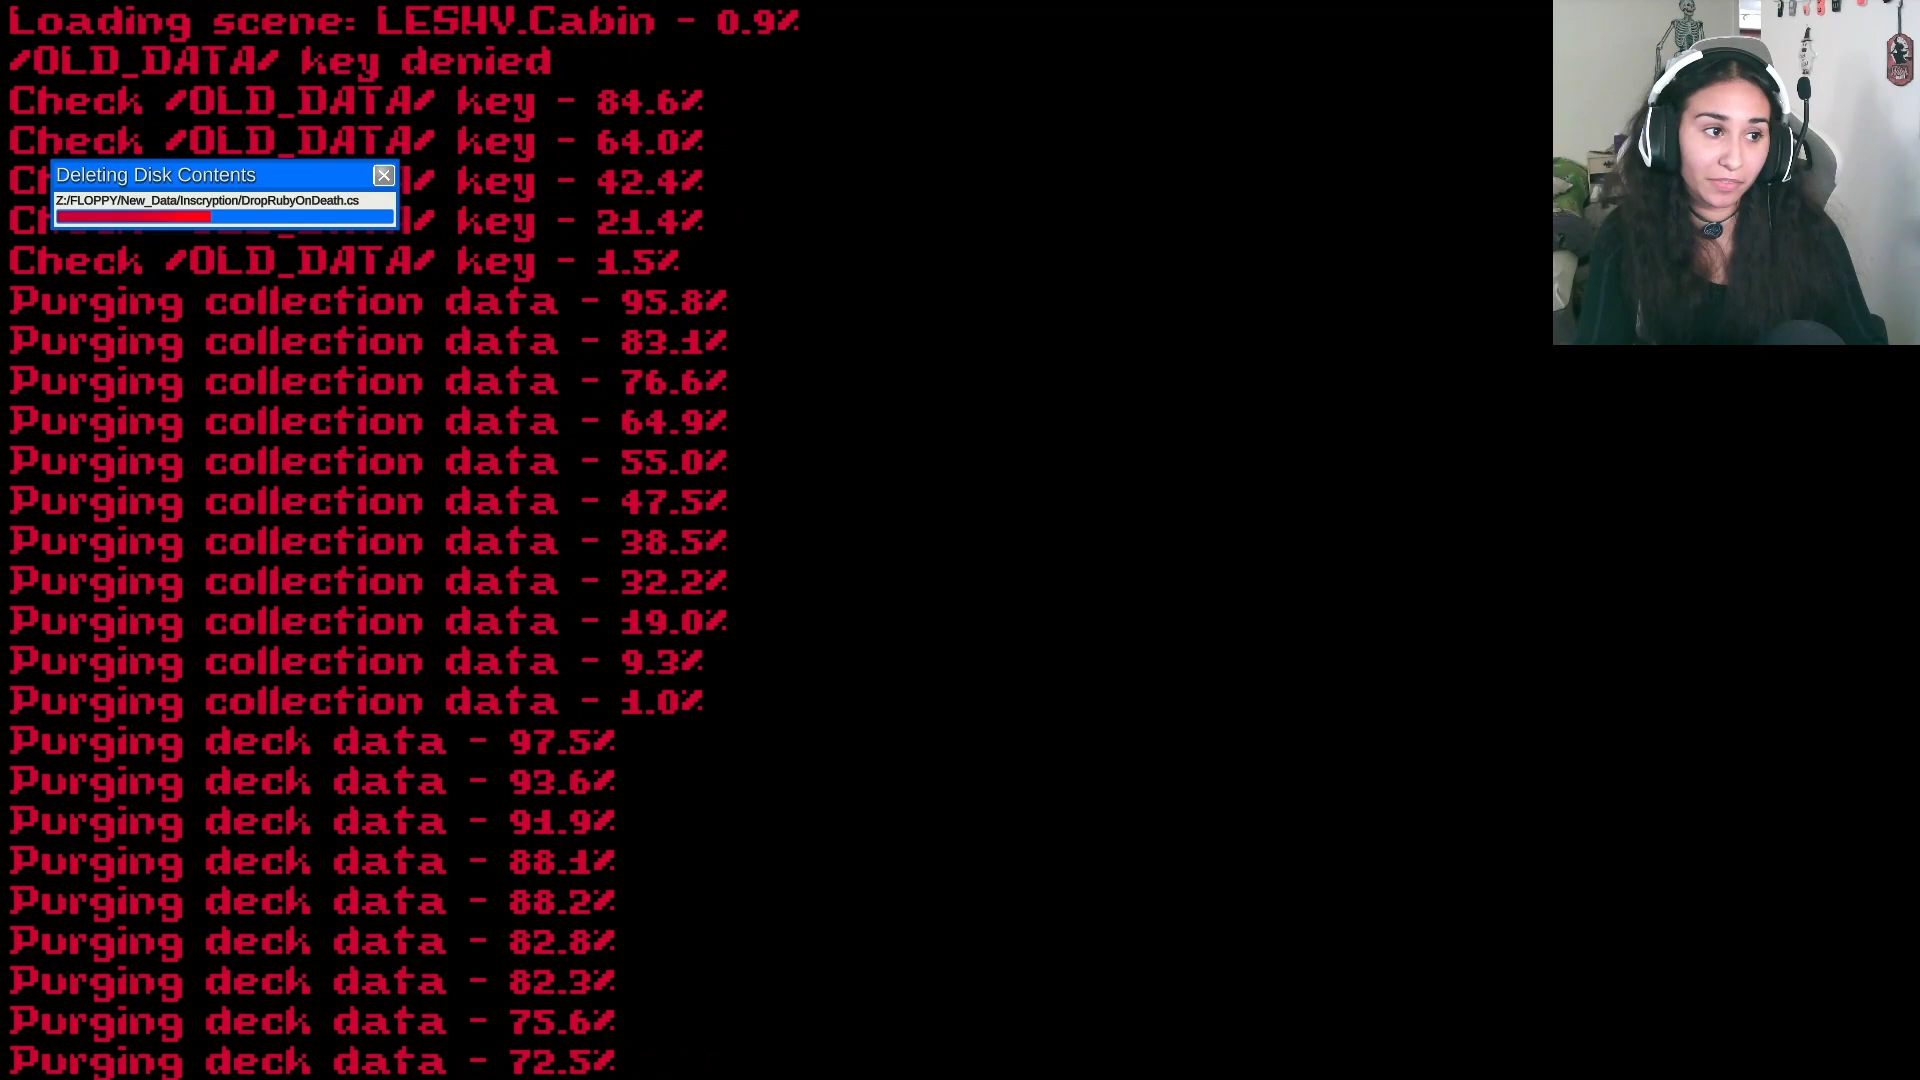 Loading scene: LESHY.Cabin - 0.9%
/OLD_DATA/ key denied
Check /OLD_DATA/ key - 84.6%
Check /OLD_DATA/ key - 64.0%
Deleting Disk Contents
Z:/FLOPPY/New_Data/Inscryption/DropRubyOnDeath.cs
Ch / key - 42.4%
Ch / key - 21.4%
Check /OLD_DATA/ key - 1.5%
Purging collection data - 95.8%
Purging collection data - 83.1%
Purging collection data - 76.6%
Purging collection data - 64.9%
Purging collection data - 55.0%
Purging collection data - 47.5%
Purging collection data - 38.5%
Purging collection data - 32.2%
Purging collection data - 19.0%
Purging collection data - 9.3%
Purging collection data - 1.0%
Purging deck data - 97.5%
Purging deck data - 93.6%
Purging deck data - 91.9%
Purging deck data - 88.1%
Purging deck data - 88.2%
Purging deck data - 82.8%
Purging deck data - 82.3%
Purging deck data - 75.6%
Purging deck data - 72.5%